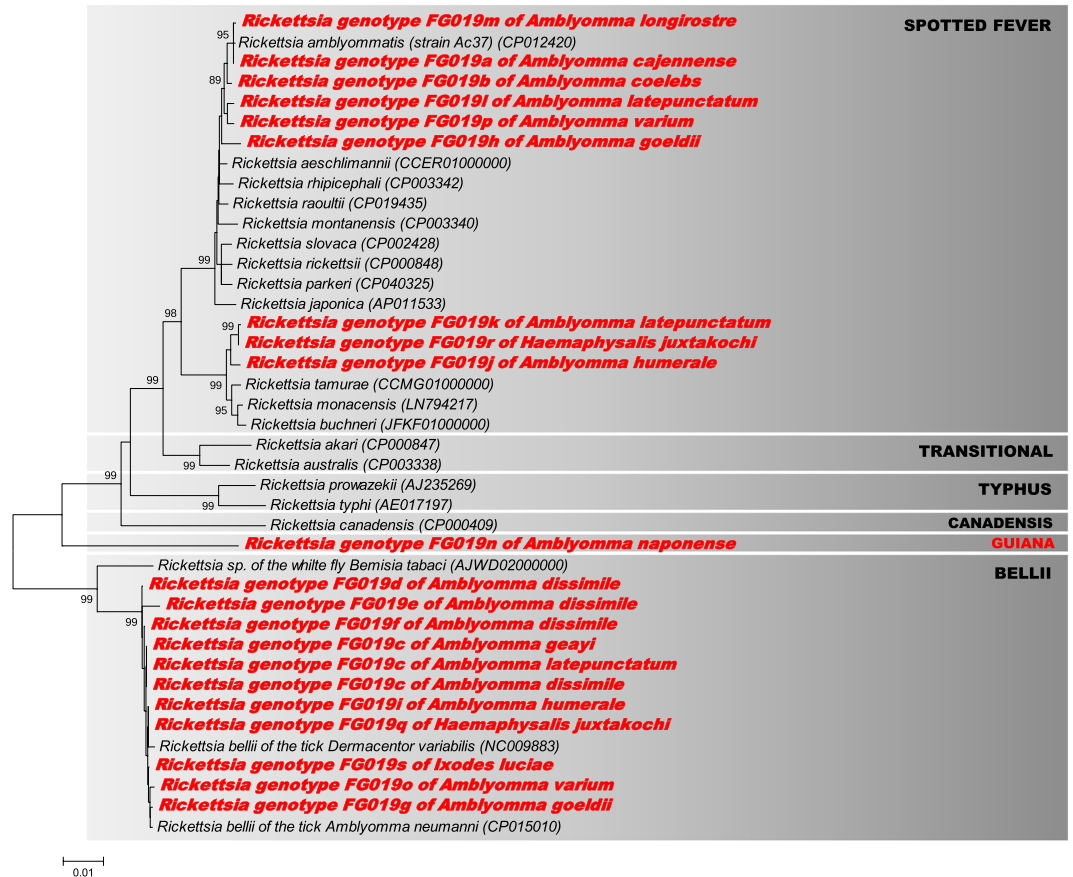 Rickettsia genotype FG019m of Amblyomma longirostre
SPOTTED FEVER
95
Rickettsia amblyommatis (strain Ac37) (CP012420)
Rickettsia genotype FG019a of Amblyomma cajennense
89
Rickettsia genotype FG019b of Amblyomma coelebs
Rickettsia genotype FG019l of Amblyomma latepunctatum
Rickettsia genotype FG019p of Amblyomma varium
Rickettsia genotype FG019h of Amblyomma goeldii
Rickettsia aeschlimannii (CCER01000000)
Rickettsia rhipicephali (CP003342)
Rickettsia raoultii (CP019435)
Rickettsia montanensis (CP003340)
Rickettsia slovaca (CP002428)
99
Rickettsia rickettsii (CP000848)
Rickettsia parkeri (CP040325)
Rickettsia japonica (AP011533)
98
99
Rickettsia genotype FG019k of Amblyomma latepunctatum
Rickettsia genotype FG019r of Haemaphysalis juxtakochi
Rickettsia genotype FG019j of Amblyomma humerale
99
99
Rickettsia tamurae (CCMG01000000)
Rickettsia monacensis (LN794217)
95
Rickettsia buchneri (JFKF01000000)
Rickettsia akari (CP000847)
TRANSITIONAL
99
Rickettsia australis (CP003338)
99
Rickettsia prowazekii (AJ235269)
TYPHUS
99
Rickettsia typhi (AE017197)
Rickettsia canadensis (CP000409)
CANADENSIS
Rickettsia genotype FG019n of Amblyomma naponense
GUIANA
Rickettsia sp. of the whilte fly Bemisia tabaci (AJWD02000000)
BELLII
Rickettsia genotype FG019d of Amblyomma dissimile
99
Rickettsia genotype FG019e of Amblyomma dissimile
99
Rickettsia genotype FG019f of Amblyomma dissimile
Rickettsia genotype FG019c of Amblyomma geayi
Rickettsia genotype FG019c of Amblyomma latepunctatum
Rickettsia genotype FG019c of Amblyomma dissimile
Rickettsia genotype FG019i of Amblyomma humerale
Rickettsia genotype FG019q of Haemaphysalis juxtakochi
Rickettsia bellii of the tick Dermacentor variabilis (NC009883)
Rickettsia genotype FG019s of Ixodes luciae
Rickettsia genotype FG019o of Amblyomma varium
Rickettsia genotype FG019g of Amblyomma goeldii
Rickettsia bellii of the tick Amblyomma neumanni (CP015010)
0.01